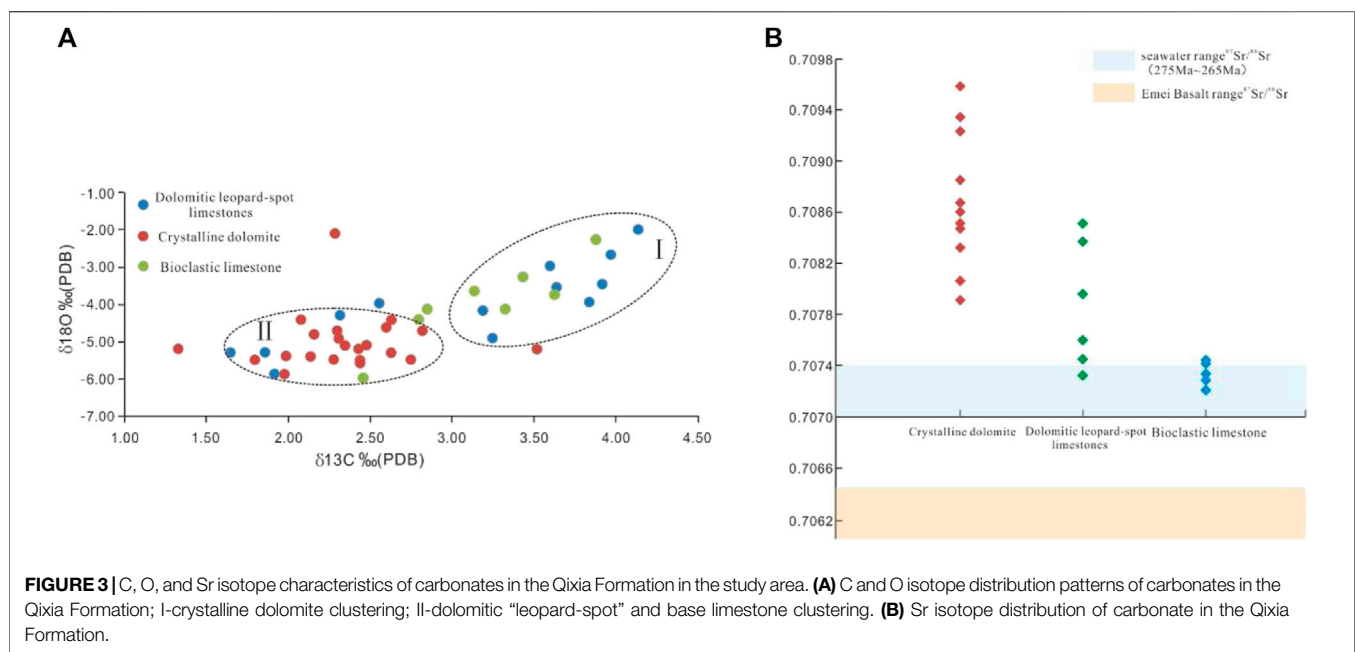 A
B
-1.00
-2.00
-3.00
-4.00
-5.00
-6.00
-7.00
δ18O ‰(PDB)
Dolomitic leopard-spot
limestones
Crystalline dolomite
Bioclastic limestone
I
II
1.00 1.50 2.00 2.50 3.00 3.50 4.00 4.50
δ13C ‰(PDB)
0.7098
0.7094
0.7090
0.7086
0.7082
0.7078
0.7074
0.7070
0.7066
0.7062
seawater range⁸⁷Sr/⁸⁶Sr
(275Ma~265Ma)
Emei Basalt range⁸⁷Sr/⁸⁶Sr
Crystalline dolomite Dolomitic leopard-spot Bioclastic limestone
limestones
FIGURE 3 | C, O, and Sr isotope characteristics of carbonates in the Qixia Formation in the study area. (A) C and O isotope distribution patterns of carbonates in the
Qixia Formation; I-crystalline dolomite clustering; II-dolomitic “leopard-spot” and base limestone clustering. (B) Sr isotope distribution of carbonate in the Qixia
Formation.